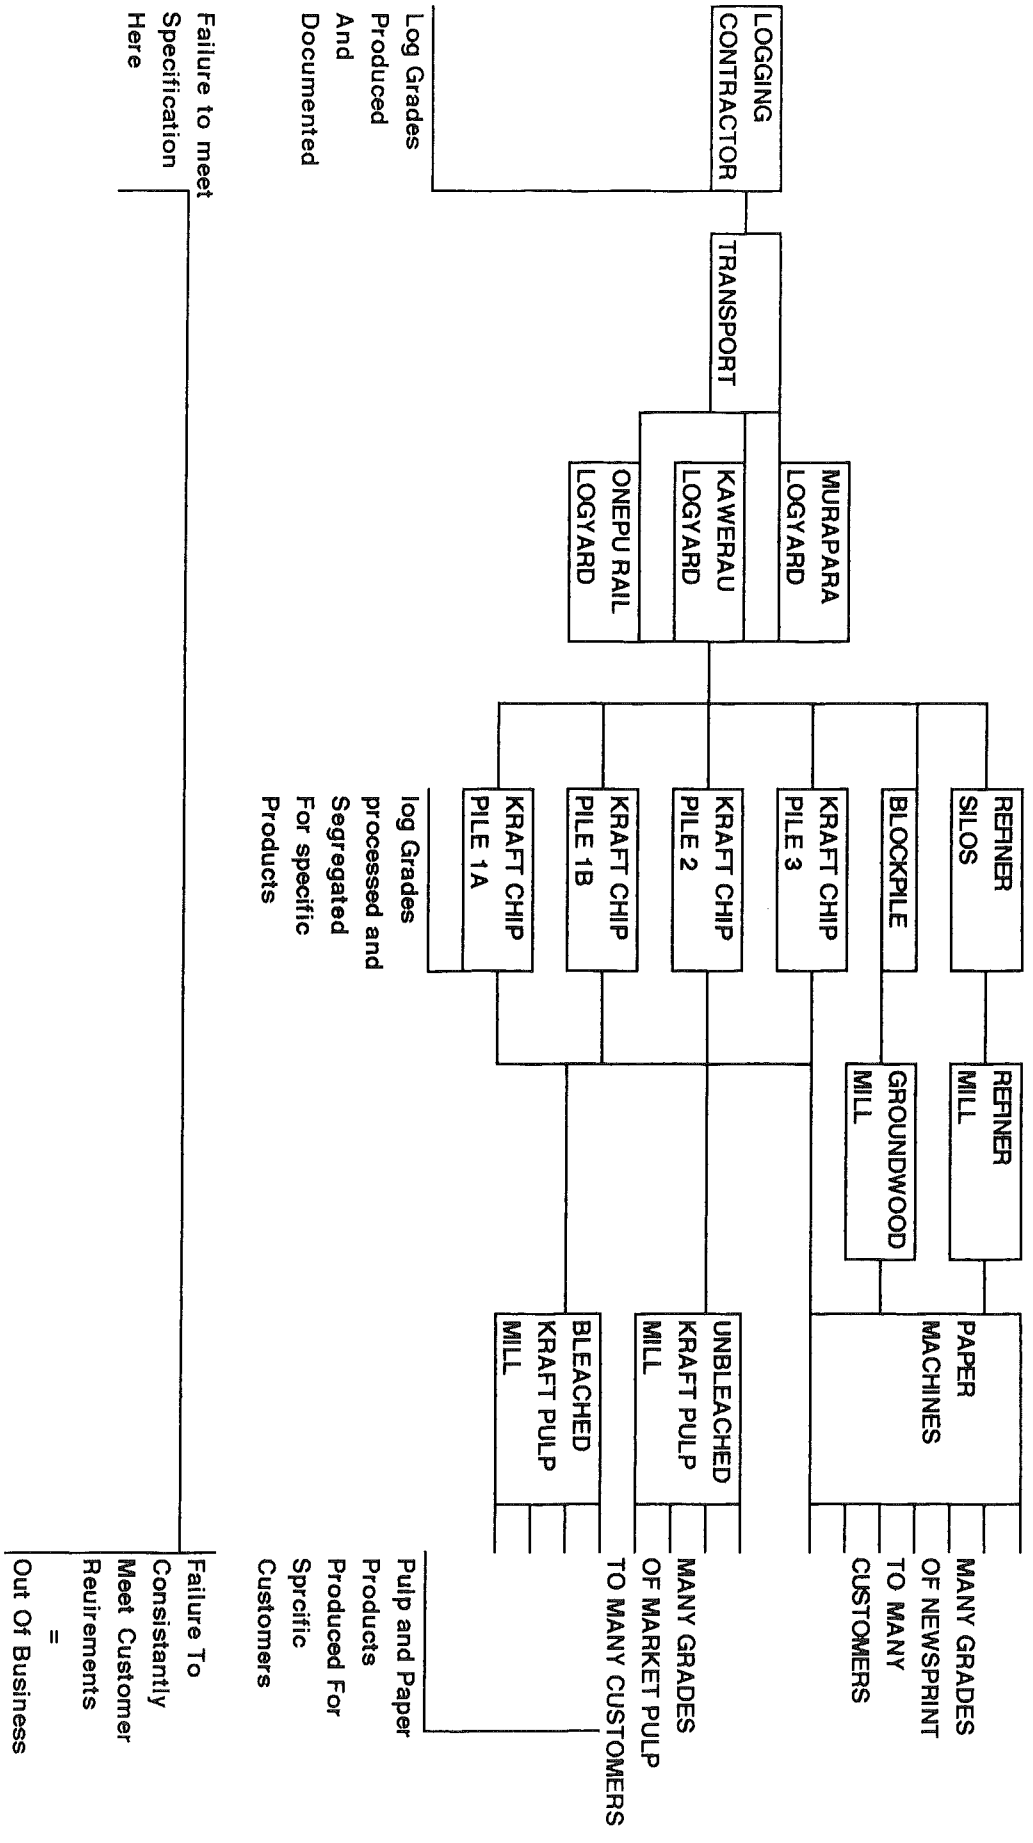 LOGGING
CONTRACTOR
TRANSPORT
MURAPARA
LOGYARD
KAWERAU
LOGYARD
ONEPU RAIL
LOGYARD
REFINER
SILOS
BLOCKPILE
KRAFT CHIP
PILE 3
KRAFT CHIP
PILE 2
KRAFT CHIP
PILE 1B
KRAFT CHIP
PILE 1A
REFINER
MILL
GROUNDWOOD
MILL
PAPER
MACHINES
UNBLEACHED
KRAFT PULP
MILL
BLEACHED
KRAFT PULP
MILL
MANY GRADES
OF NEWSPRINT
TO MANY
CUSTOMERS
MANY GRADES
OF MARKET PULP
TO MANY CUSTOMERS
Log Grades
Produced
And
Documented
log Grades
processed and
Segregated
For specific
Products
Pulp and Paper
Products
Produced For
Sprcific
Customers
Failure to meet
Specification
Here
Failure To
Consistantly
Meet Customer
Reuirements
=
Out Of Business